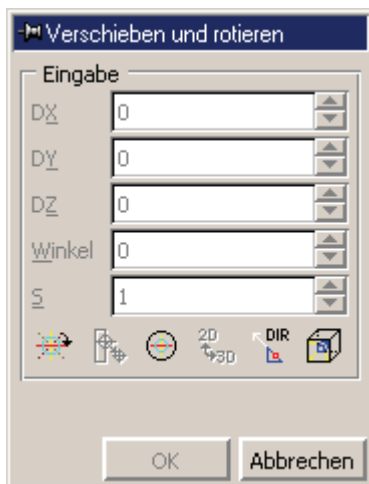 Verschieben und rotieren
Eingabe
DX 0
DY 0
DZ 0
Winkel 0
S 1
2D 3D DIR
OK Abbrechen